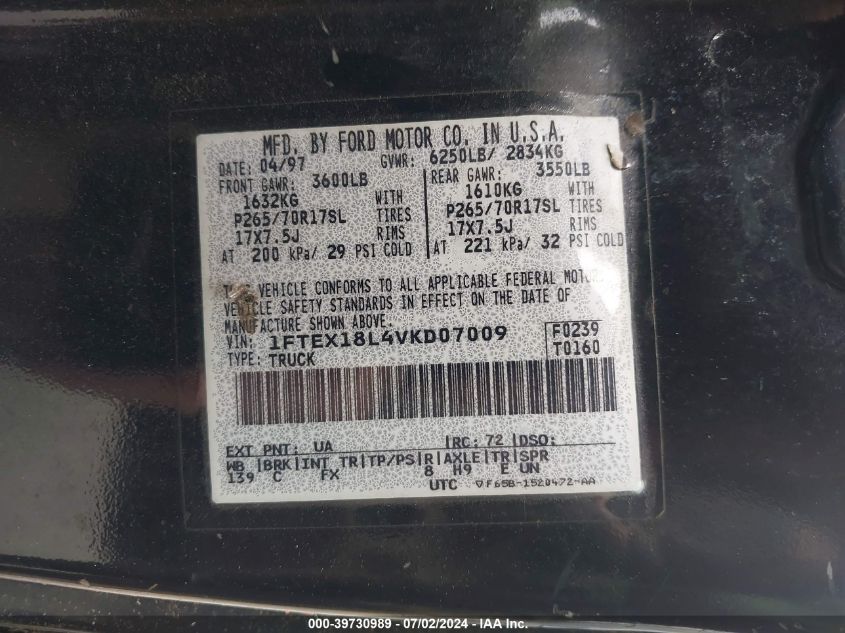 MFD. BY FORD MOTOR CO. IN U.S.A.
DATE: 04/97 GVWR: 6250LB/ 2834KG
FRONT GAWR: 3600LB REAR GAWR: 3550LB
1632KG WITH 1610KG WITH
P265/70R17SL TIRES P265/70R17SL TIRES
17X7.5J RIMS 17X7.5J RIMS
AT 200 kPa/ 29 PSI COLD AT 221 kPa/ 32 PSI COLD
VEHICLE CONFORMS TO ALL APPLICABLE FEDERAL MOTOR
VEHICLE SAFETY STANDARDS IN EFFECT ON THE DATE OF
MANUFACTURE SHOWN ABOVE.
VIN: 1FTEX18L4VKD07009 F0239
TYPE: TRUCK T0160
EXT PNT: UA RC: 72 DSO:
WB BRK INT TR TP/PS R AXLE TR SPR
139 C FX 8 H9 E UN
UTC ▽F65B-1520472-AA
000-39730989 - 07/02/2024 - © IAA Inc.